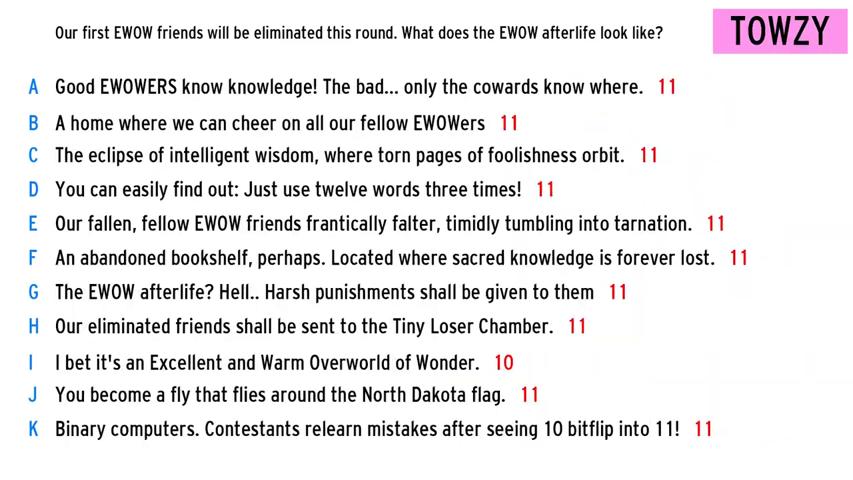 Our first EWOW friends will be eliminated this round. What does the EWOW afterlife look like?
TOWZY
A Good EWOWERS know knowledge! The bad... only the cowards know where. 11
B A home where we can cheer on all our fellow EWOWers 11
C The eclipse of intelligent wisdom, where torn pages of foolishness orbit. 11
D You can easily find out: Just use twelve words three times! 11
E Our fallen, fellow EWOW friends frantically falter, timidly tumbling into tarnation. 11
F An abandoned bookshelf, perhaps. Located where sacred knowledge is forever lost. 11
G The EWOW afterlife? Hell.. Harsh punishments shall be given to them 11
H Our eliminated friends shall be sent to the Tiny Loser Chamber. 11
I I bet it's an Excellent and Warm Overworld of Wonder. 10
J You become a fly that flies around the North Dakota flag. 11
K Binary computers. Contestants relearn mistakes after seeing 10 bitflip into 11! 11